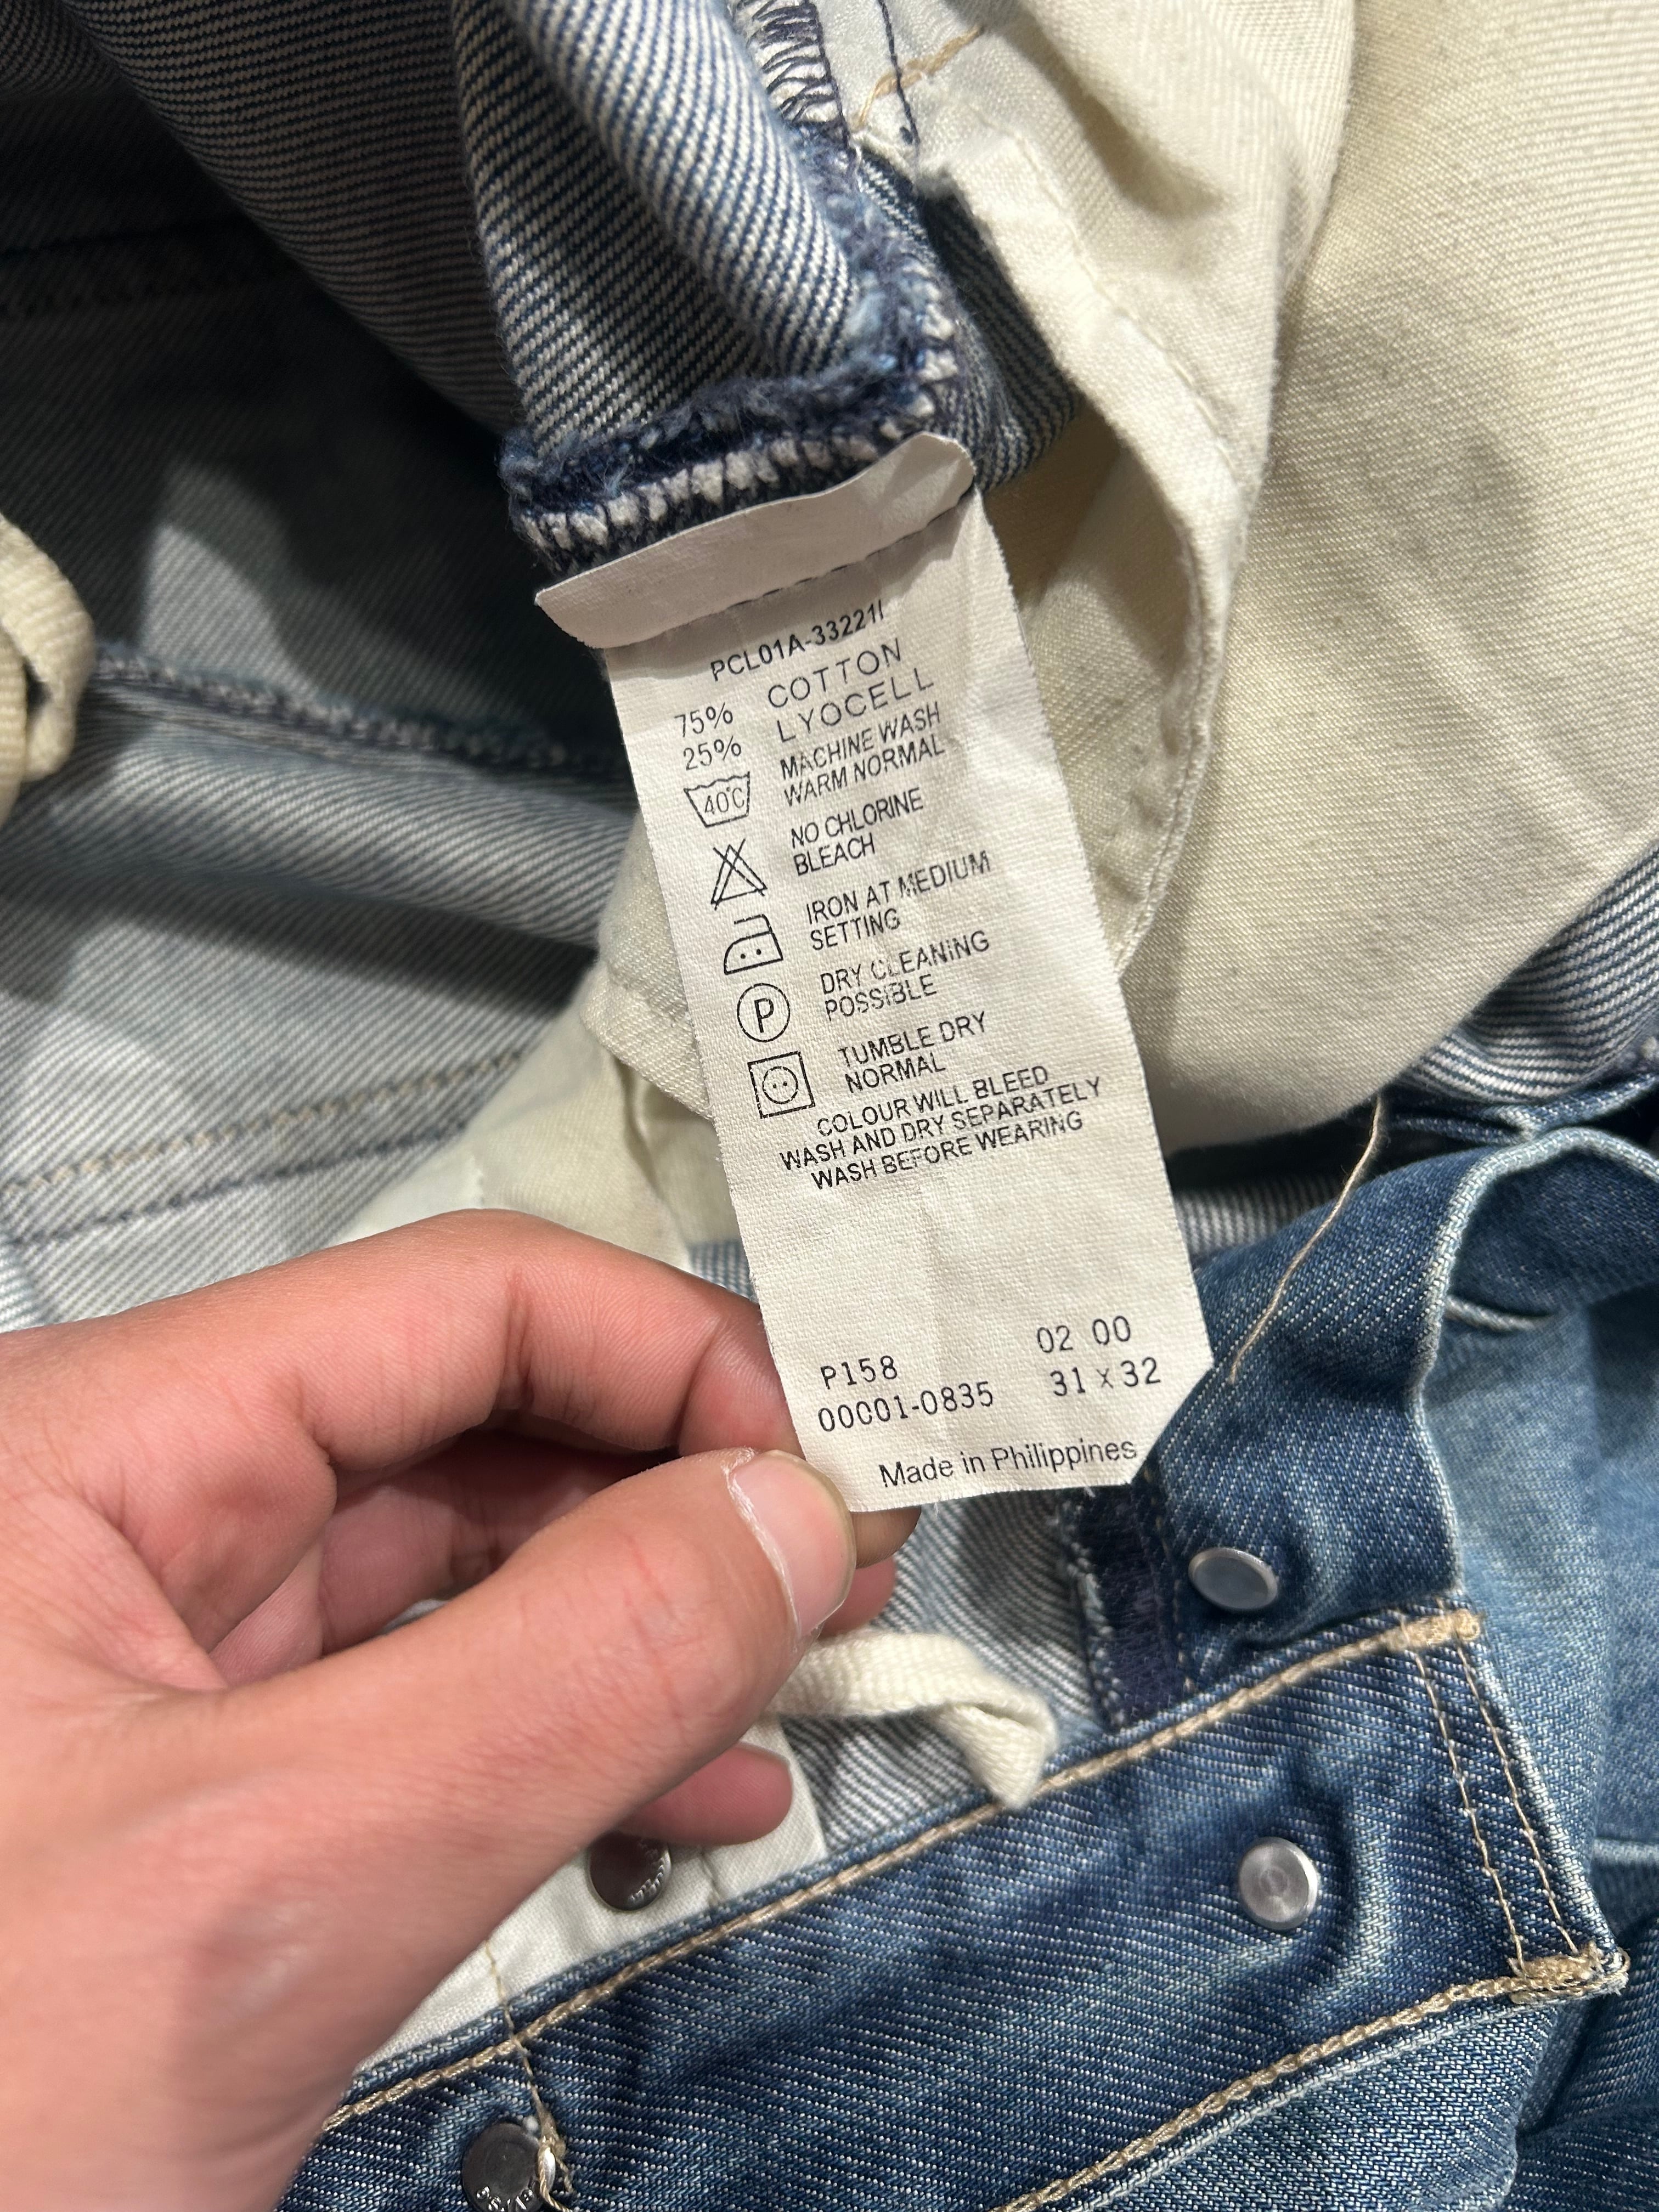 PCL01A-33221I
75% COTTON
25% LYOCELL
40°C MACHINE WASH
WARM NORMAL
NO CHLORINE
BLEACH
IRON AT MEDIUM
SETTING
P DRY CLEANING
POSSIBLE
TUMBLE DRY
NORMAL
COLOUR WILL BLEED
WASH AND DRY SEPARATELY
WASH BEFORE WEARING
P158 02 00
00001-0835 31 x 32
Made in Philippines